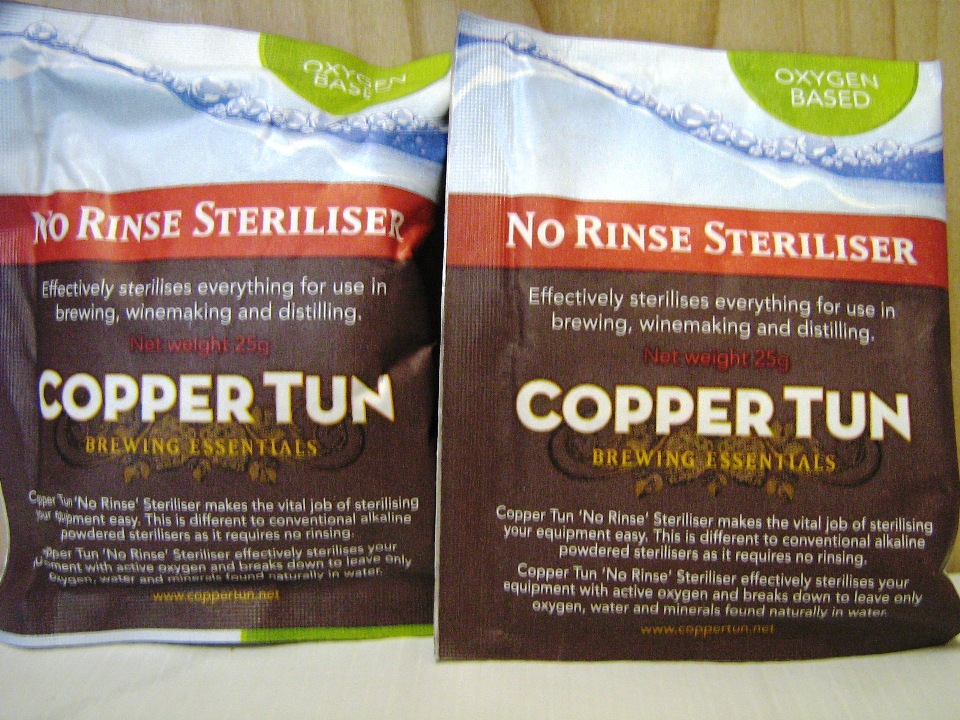 OXYGEN
BASED
NO RINSE STERILISER
Effectively sterilises everything for use in
brewing, winemaking and distilling.
Net weight 25g
COPPER TUN
BREWING ESSENTIALS
Copper Tun 'No Rinse' Steriliser makes the vital job of sterilising
your equipment easy. This is different to conventional alkaline
powdered sterilisers as it requires no rinsing.
Copper Tun 'No Rinse' Steriliser effectively sterilises your
equipment with active oxygen and breaks down to leave only
oxygen, water and minerals found naturally in water.
www.coppertun.net
OXYGEN
BASED
NO RINSE STERILISER
Effectively sterilises everything for use in
brewing, winemaking and distilling.
Net weight 25g
COPPER TUN
BREWING ESSENTIALS
Copper Tun 'No Rinse' Steriliser makes the vital job of sterilising
your equipment easy. This is different to conventional alkaline
powdered sterilisers as it requires no rinsing.
Copper Tun 'No Rinse' Steriliser effectively sterilises your
equipment with active oxygen and breaks down to leave only
oxygen, water and minerals found naturally in water.
www.coppertun.net